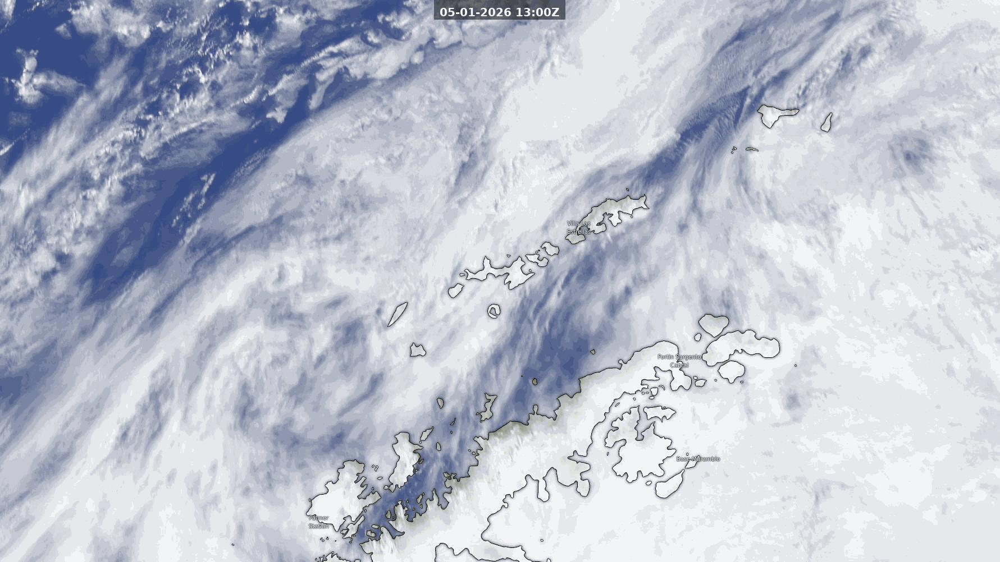 05-01-2026 13:00Z
Villa Las
Estrellas
Fortín Sargento
Cabral
Base Marambio
Palmer
Station